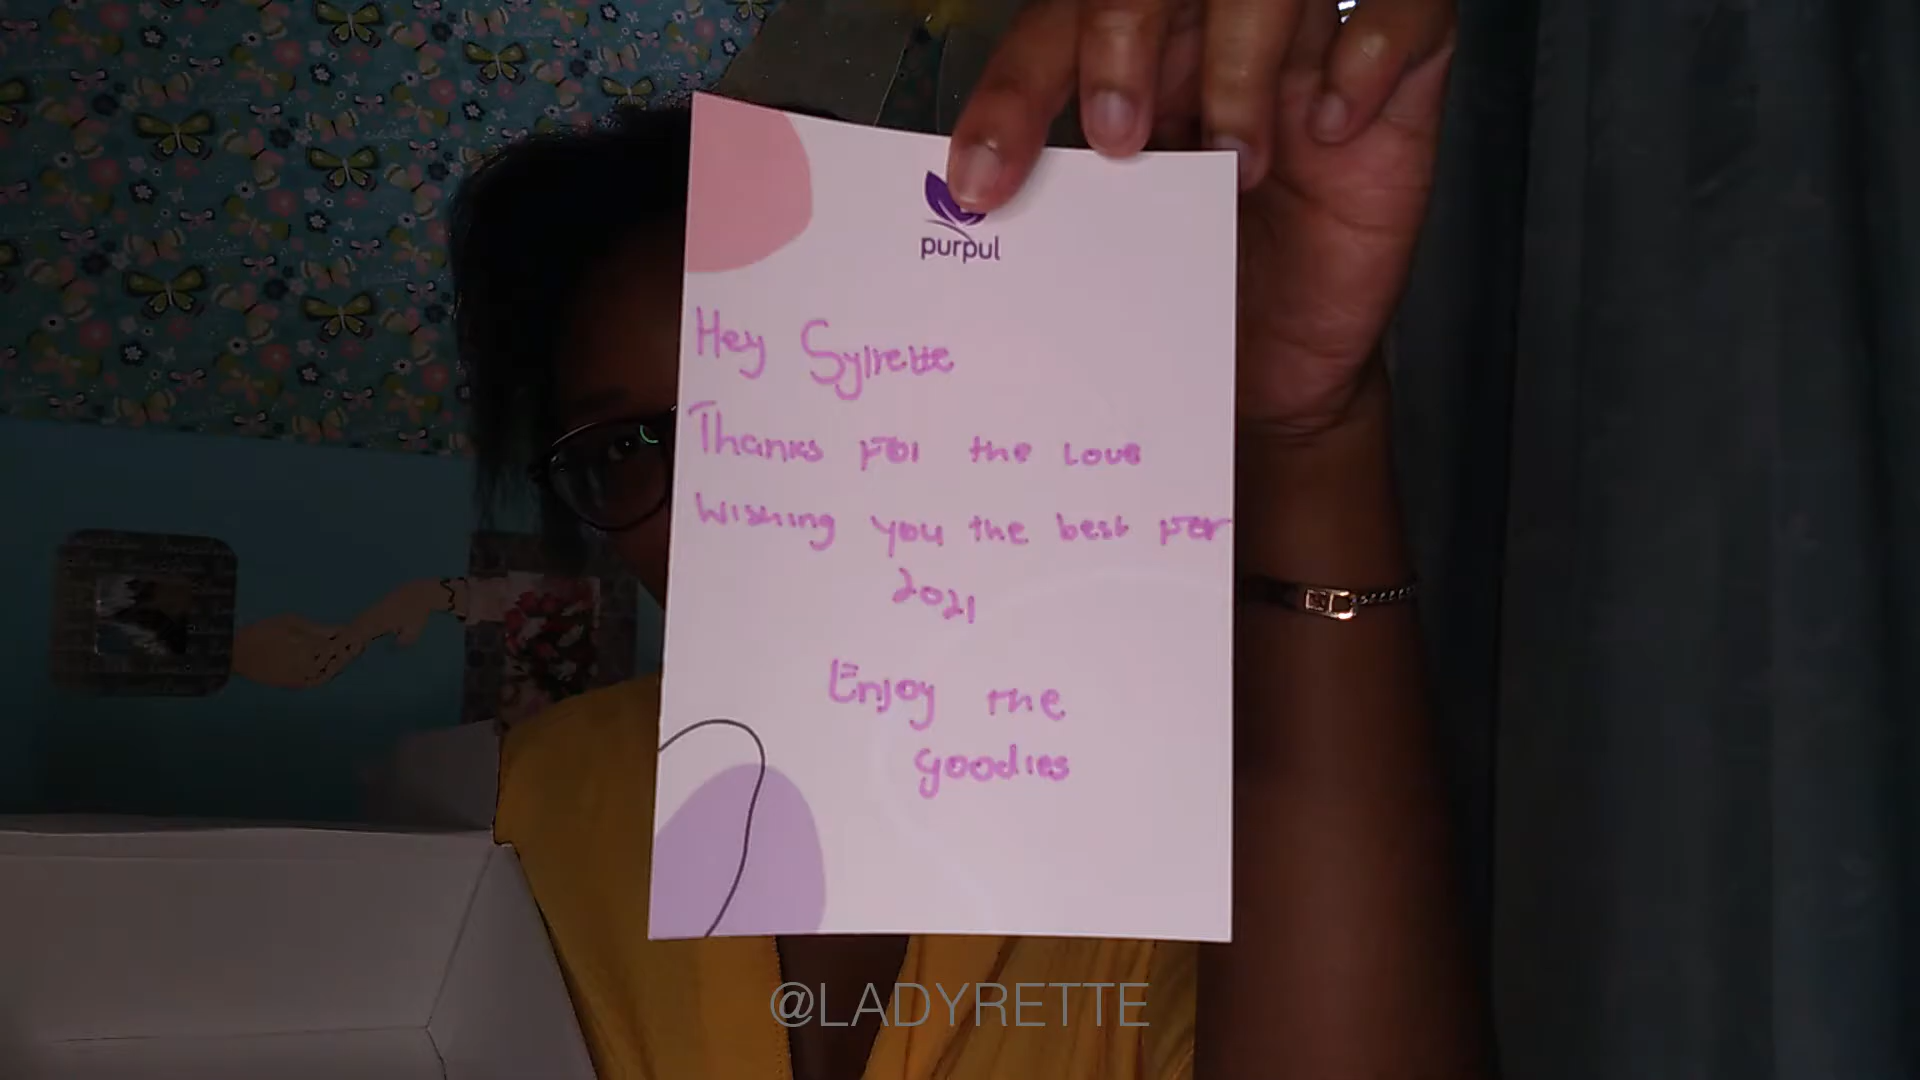 purpul
Hey Sylrette
Thanks For the Love
Wishing you the best For
2021
Enjoy the
goodies
@LADYRETTE